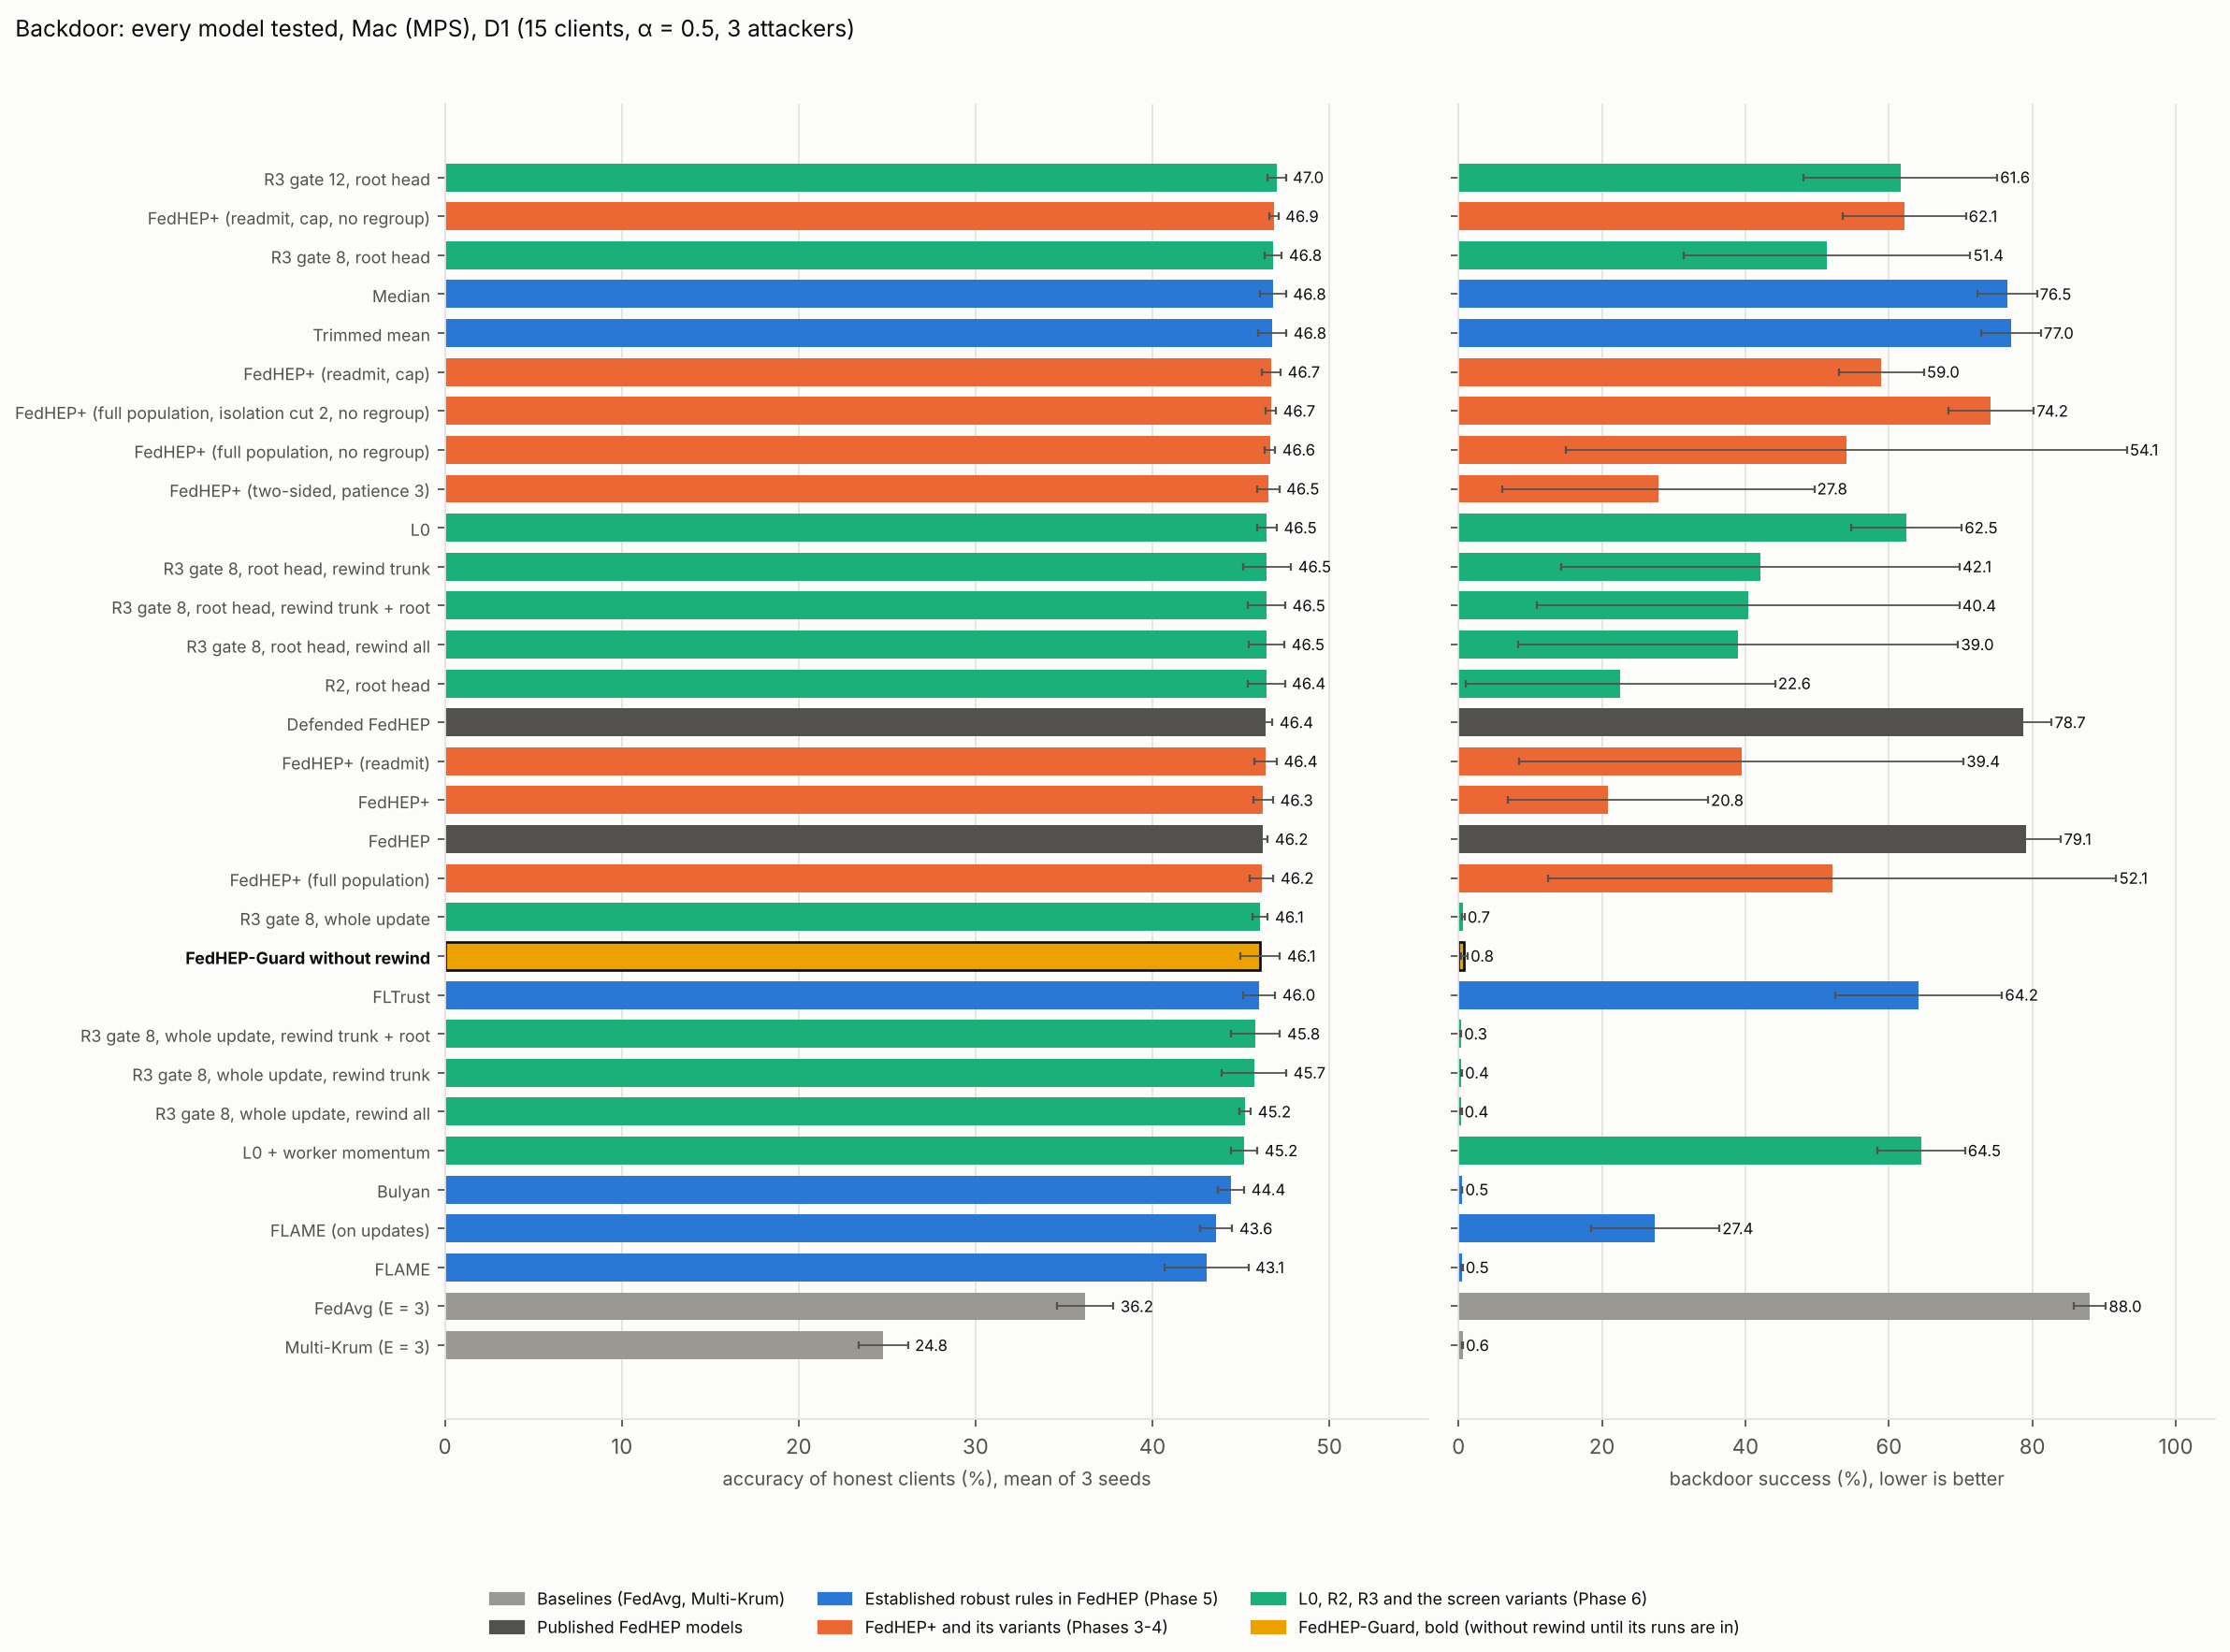 Backdoor: every model tested, Mac (MPS), D1 (15 clients, α = 0.5, 3 attackers)
R3 gate 12, root head 47.0 61.6
FedHEP+ (readmit, cap, no regroup) 46.9 62.1
R3 gate 8, root head 46.8 51.4
Median 46.8 76.5
Trimmed mean 46.8 77.0
FedHEP+ (readmit, cap) 46.7 59.0
FedHEP+ (full population, isolation cut 2, no regroup) 46.7 74.2
FedHEP+ (full population, no regroup) 46.6 54.1
FedHEP+ (two-sided, patience 3) 46.5 27.8
L0 46.5 62.5
R3 gate 8, root head, rewind trunk 46.5 42.1
R3 gate 8, root head, rewind trunk + root 46.5 40.4
R3 gate 8, root head, rewind all 46.5 39.0
R2, root head 46.4 22.6
Defended FedHEP 46.4 78.7
FedHEP+ (readmit) 46.4 39.4
FedHEP+ 46.3 20.8
FedHEP 46.2 79.1
FedHEP+ (full population) 46.2 52.1
R3 gate 8, whole update 46.1 0.7
FedHEP-Guard without rewind 46.1 0.8
FLTrust 46.0 64.2
R3 gate 8, whole update, rewind trunk + root 45.8 0.3
R3 gate 8, whole update, rewind trunk 45.7 0.4
R3 gate 8, whole update, rewind all 45.2 0.4
L0 + worker momentum 45.2 64.5
Bulyan 44.4 0.5
FLAME (on updates) 43.6 27.4
FLAME 43.1 0.5
FedAvg (E = 3) 36.2 88.0
Multi-Krum (E = 3) 24.8 0.6
0 10 20 30 40 50 0 20 40 60 80 100
accuracy of honest clients (%), mean of 3 seeds backdoor success (%), lower is better
Baselines (FedAvg, Multi-Krum) Established robust rules in FedHEP (Phase 5) L0, R2, R3 and the screen variants (Phase 6)
Published FedHEP models FedHEP+ and its variants (Phases 3-4) FedHEP-Guard, bold (without rewind until its runs are in)